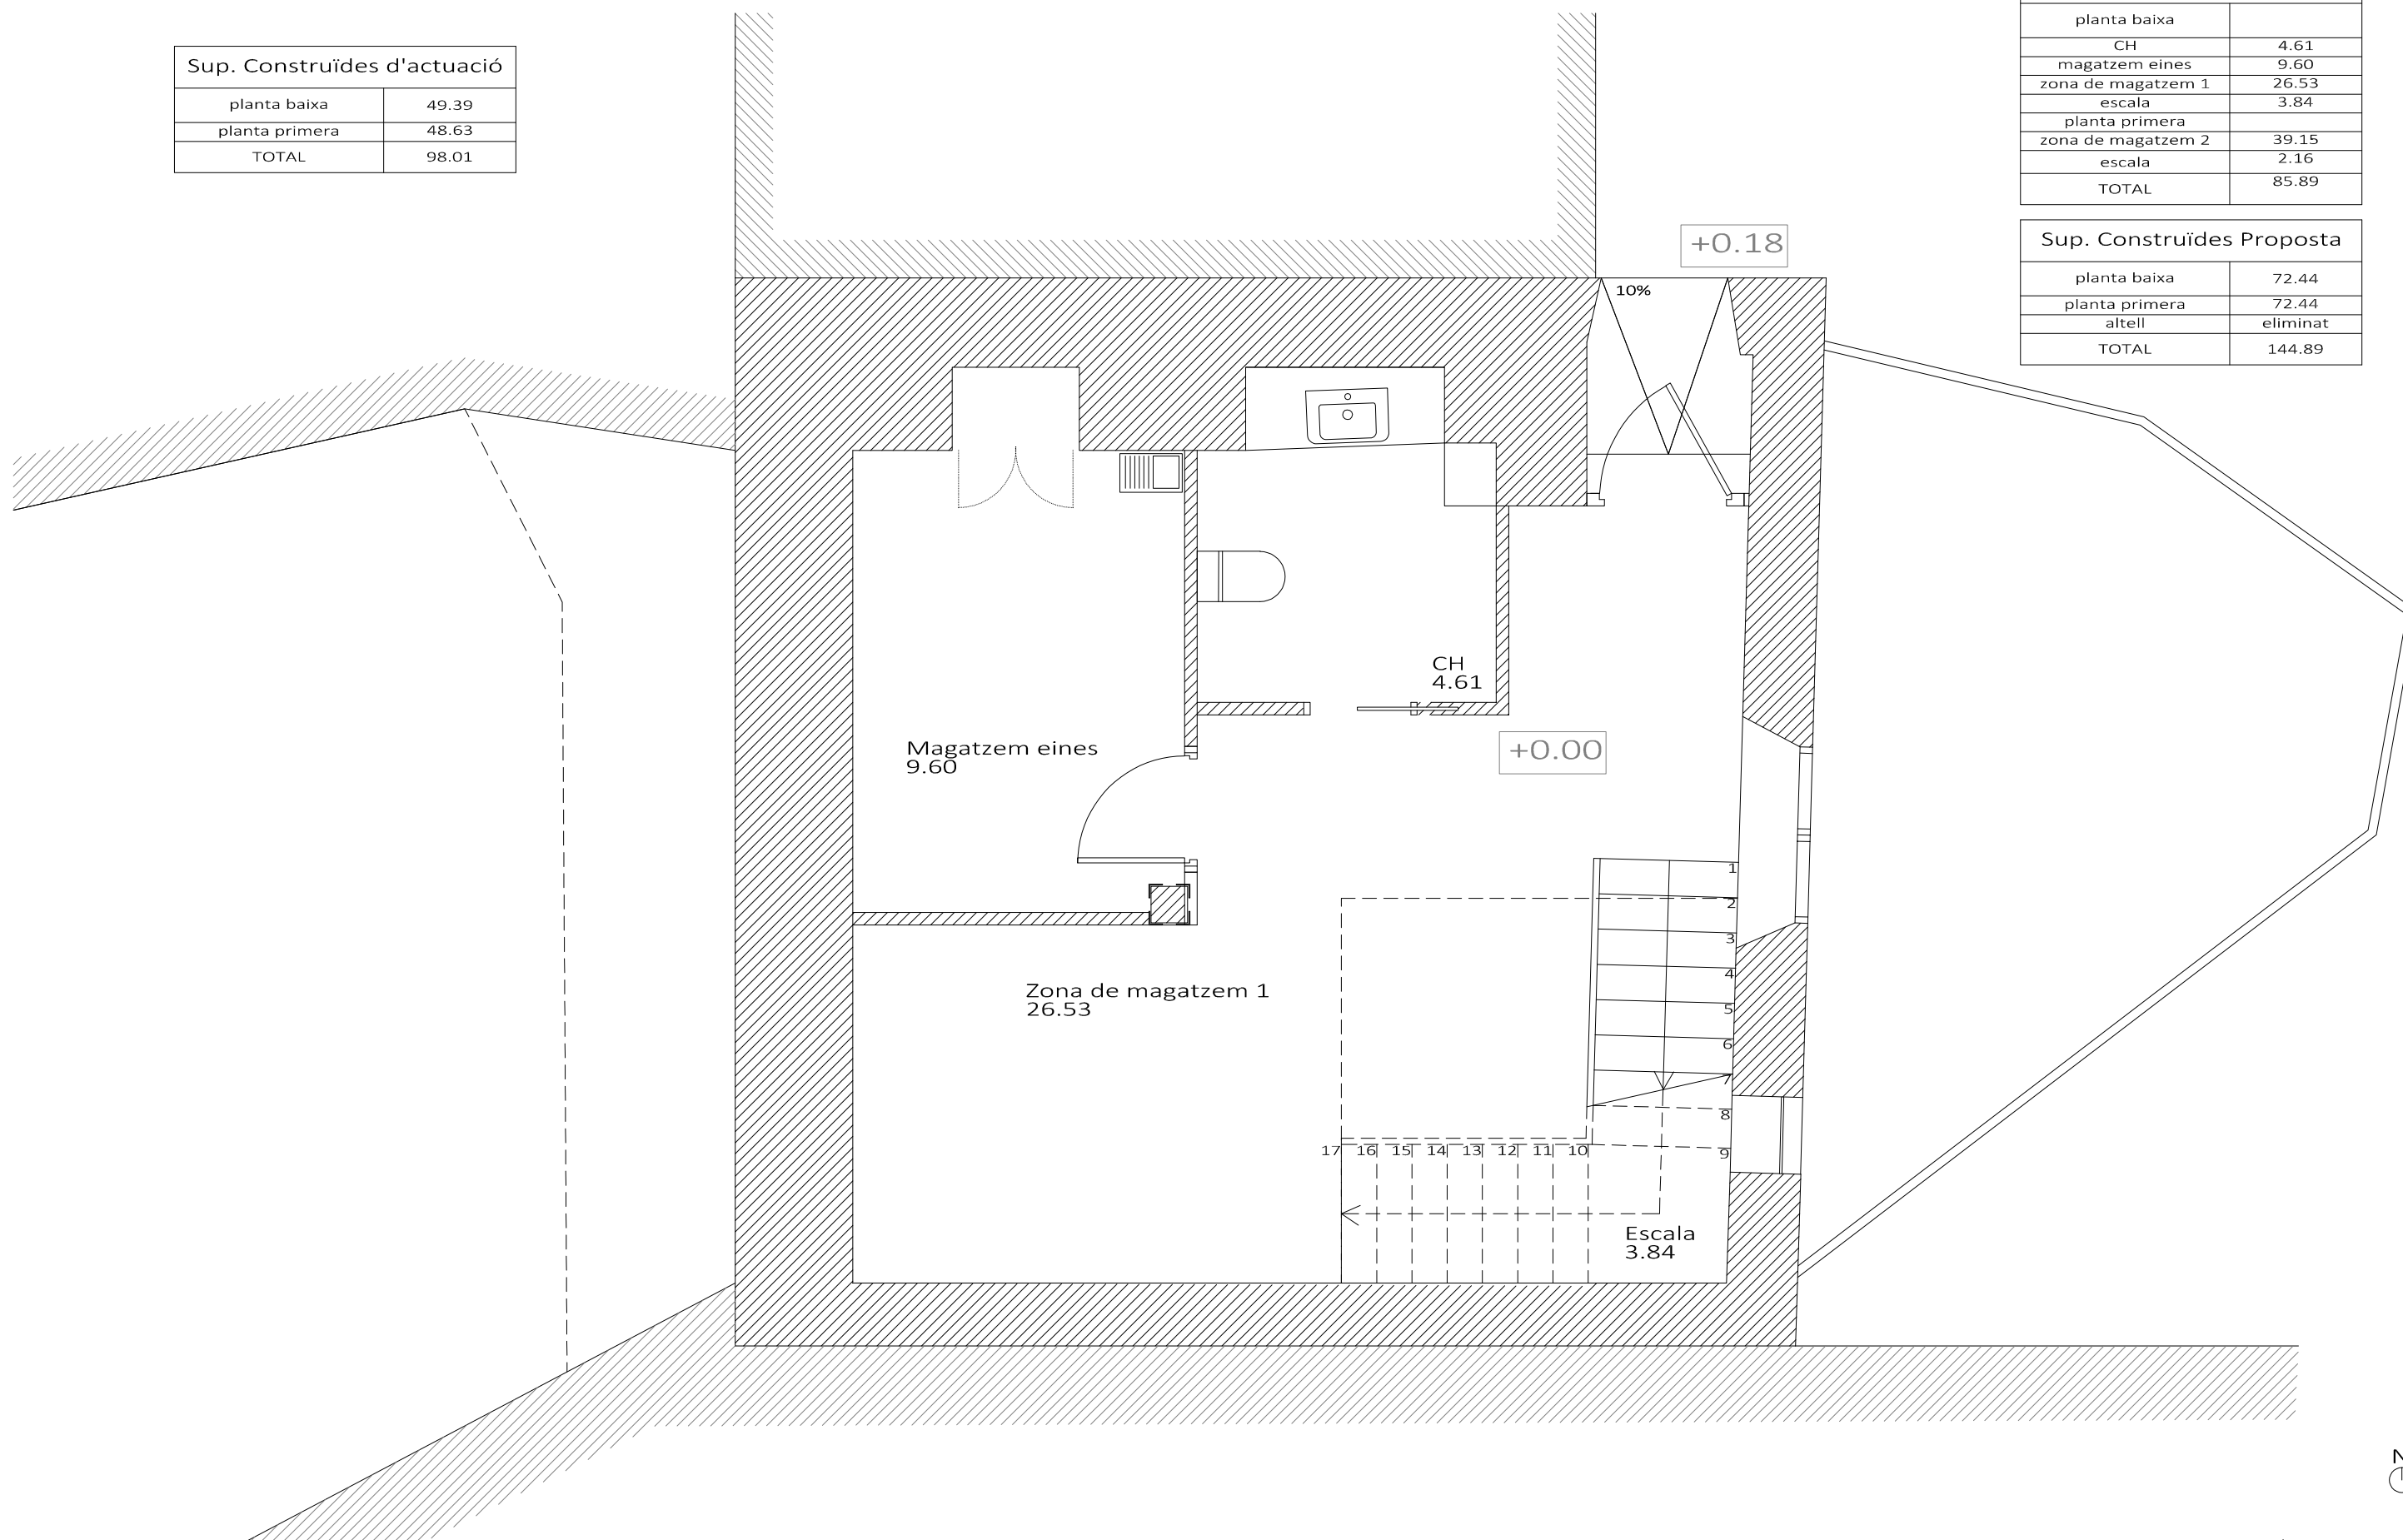 Sup. Construïdes d'actuació
planta baixa 49.39
planta primera 48.63
TOTAL 98.01
planta baixa
CH 4.61
magatzem eines 9.60
zona de magatzem 1 26.53
escala 3.84
planta primera
zona de magatzem 2 39.15
escala 2.16
TOTAL 85.89
Sup. Construïdes Proposta
planta baixa 72.44
planta primera 72.44
altell eliminat
TOTAL 144.89
+0.18
10%
CH
4.61
Magatzem eines
9.60
+0.00
Zona de magatzem 1
26.53
1
2
3
4
5
6
7
8
9
17 16 15 14 13 12 11 10
Escala
3.84
N